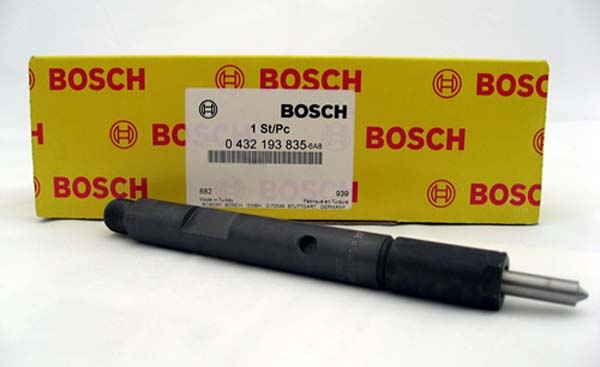 BOSCH BOSCH BOSCH
BOSCH
1 St/Pc
0 432 193 835-6A8
882 939
Made in Turkey Fabriqué en Turquie
ROBERT BOSCH GMBH, D-70049 STUTTGART, GERMANY
BOSCH BOSCH
BOSCH BOSCH